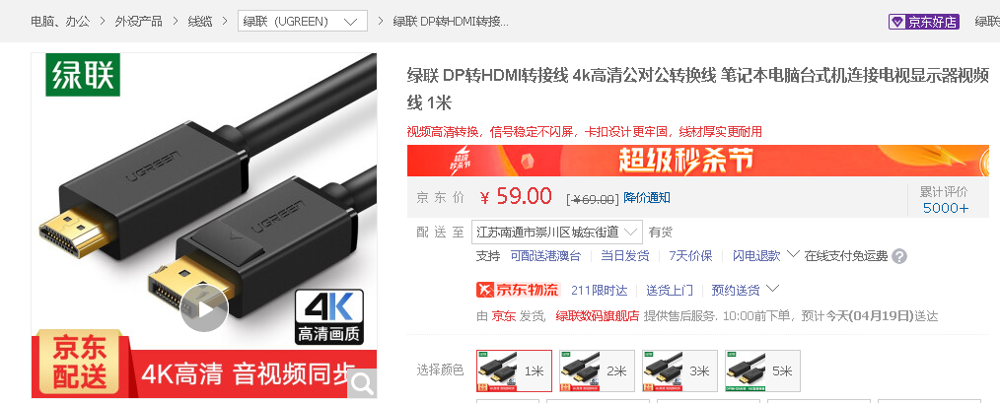 电脑、办公 > 外设产品 > 线缆 > 绿联（UGREEN） > 绿联 DP转HDMI转接...
京东好店
绿联
绿联
UGREEN
UGREEN
4K
高清画质
京东
配送
4K高清 音视频同步
绿联 DP转HDMI转接线 4k高清公对公转换线 笔记本电脑台式机连接电视显示器视频
线 1米
视频高清转换，信号稳定不闪屏，卡扣设计更牢固，线材厚实更耐用
超级秒杀节
超级秒杀节
京东价 ￥59.00 [￥69.00] 降价通知
累计评价
5000+
配送至 江苏南通市崇川区城东街道 有货
支持 可配送港澳台 当日发货 7天价保 闪电退款 在线支付免运费 ?
京东物流 211限时达 送货上门 预约送货
由 京东 发货, 绿联数码旗舰店 提供售后服务. 10:00前下单，预计今天(04月19日)送达
选择颜色 1米 2米 3米 5米